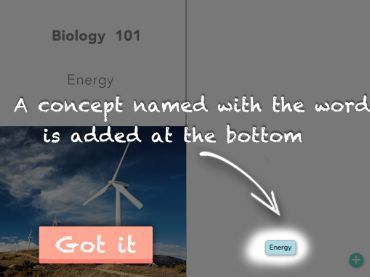 Biology 101
Energy
A concept named with the word
is added at the bottom
Energy
Got it